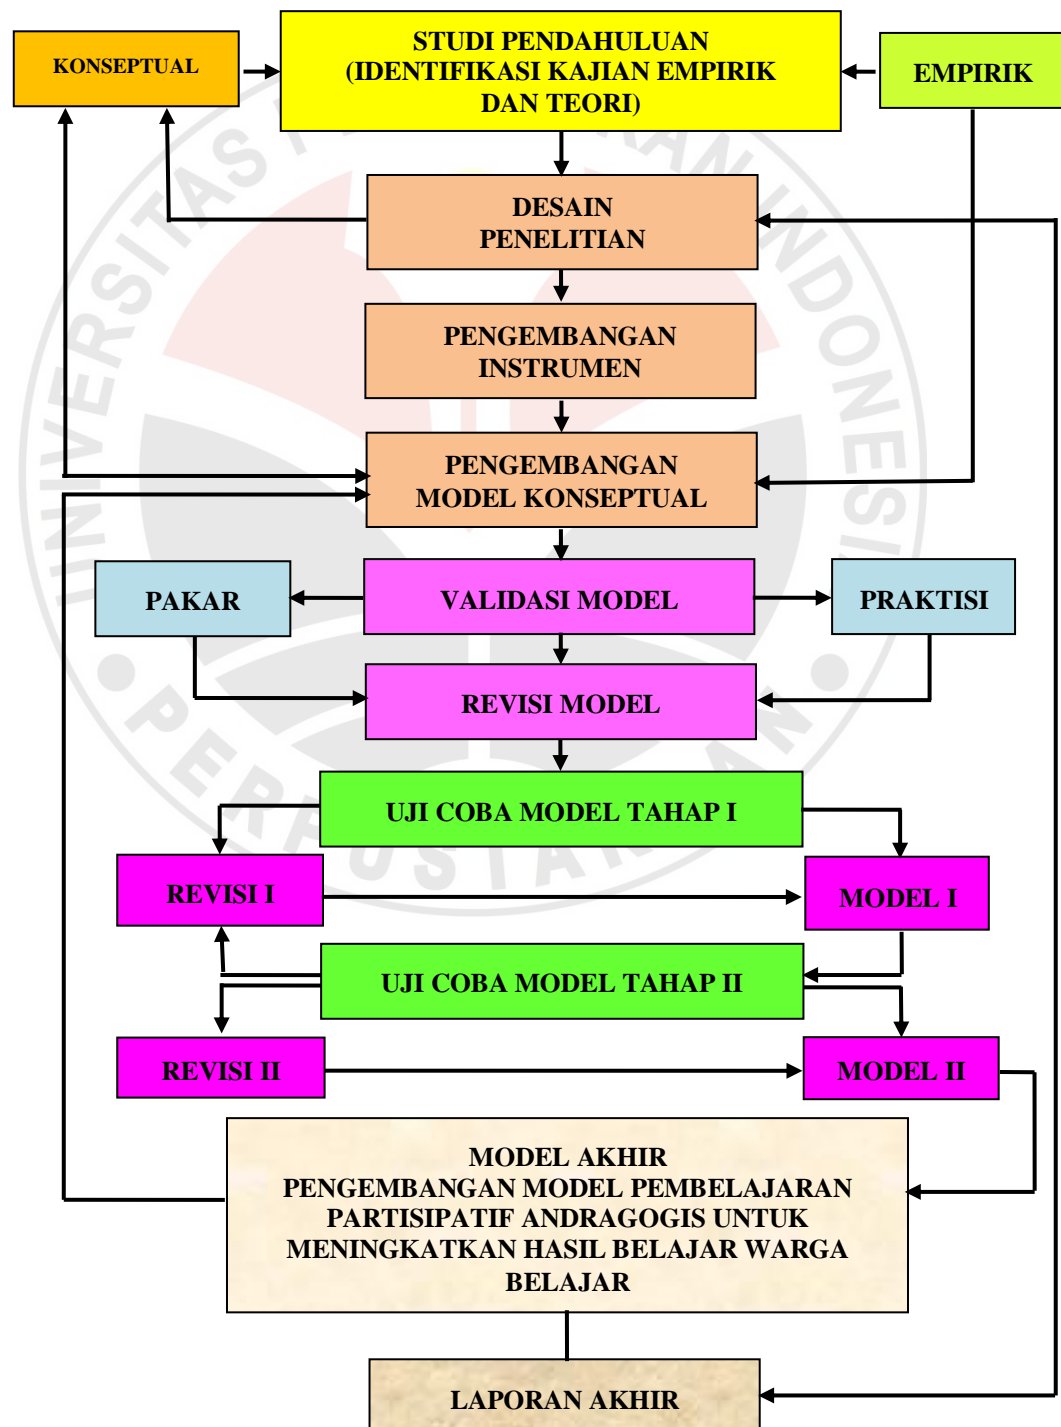 KONSEPTUAL
STUDI PENDAHULUAN
(IDENTIFIKASI KAJIAN EMPIRIK
DAN TEORI)
EMPIRIK
DESAIN
PENELITIAN
PENGEMBANGAN
INSTRUMEN
PENGEMBANGAN
MODEL KONSEPTUAL
PAKAR
VALIDASI MODEL
PRAKTISI
REVISI MODEL
UJI COBA MODEL TAHAP I
REVISI I
MODEL I
UJI COBA MODEL TAHAP II
REVISI II
MODEL II
MODEL AKHIR
PENGEMBANGAN MODEL PEMBELAJARAN
PARTISIPATIF ANDRAGOGIS UNTUK
MENINGKATKAN HASIL BELAJAR WARGA
BELAJAR
LAPORAN AKHIR
UNIVERSITAS INDONESIA